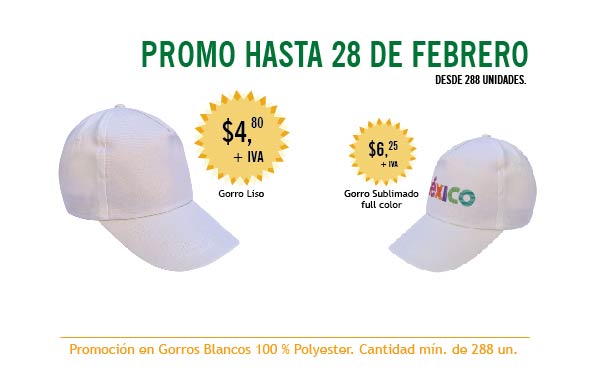 PROMO HASTA 28 DE FEBRERO
DESDE 288 UNIDADES.
$4,80
+ IVA
Gorro Liso
$6,25
+ IVA
Gorro Sublimado
full color
éxico
Promoción en Gorros Blancos 100 % Polyester. Cantidad mín. de 288 un.